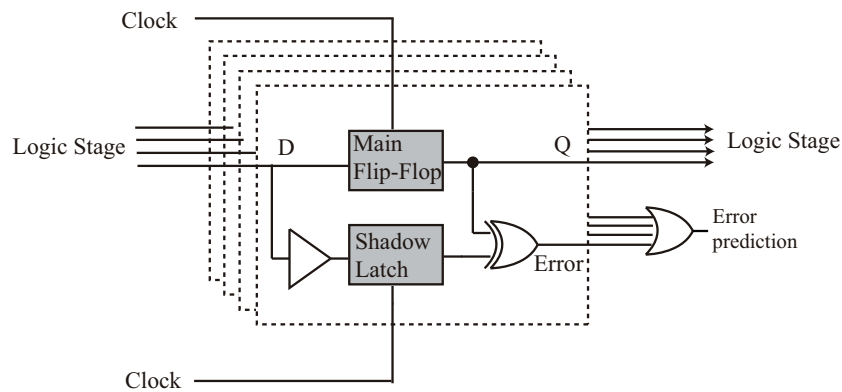 Clock
Logic Stage
D
Main
Flip-Flop
Q
Logic Stage
Shadow
Latch
Error
Error
prediction
Clock